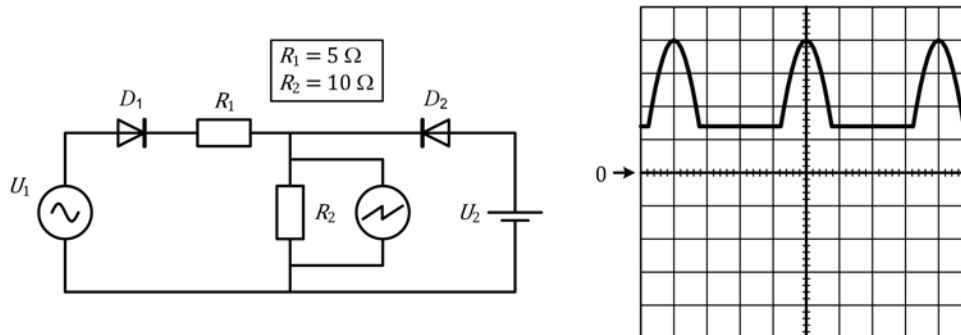 R₁ = 5 Ω
R₂ = 10 Ω
D₁
R₁
D₂
U₁
R₂
U₂
0